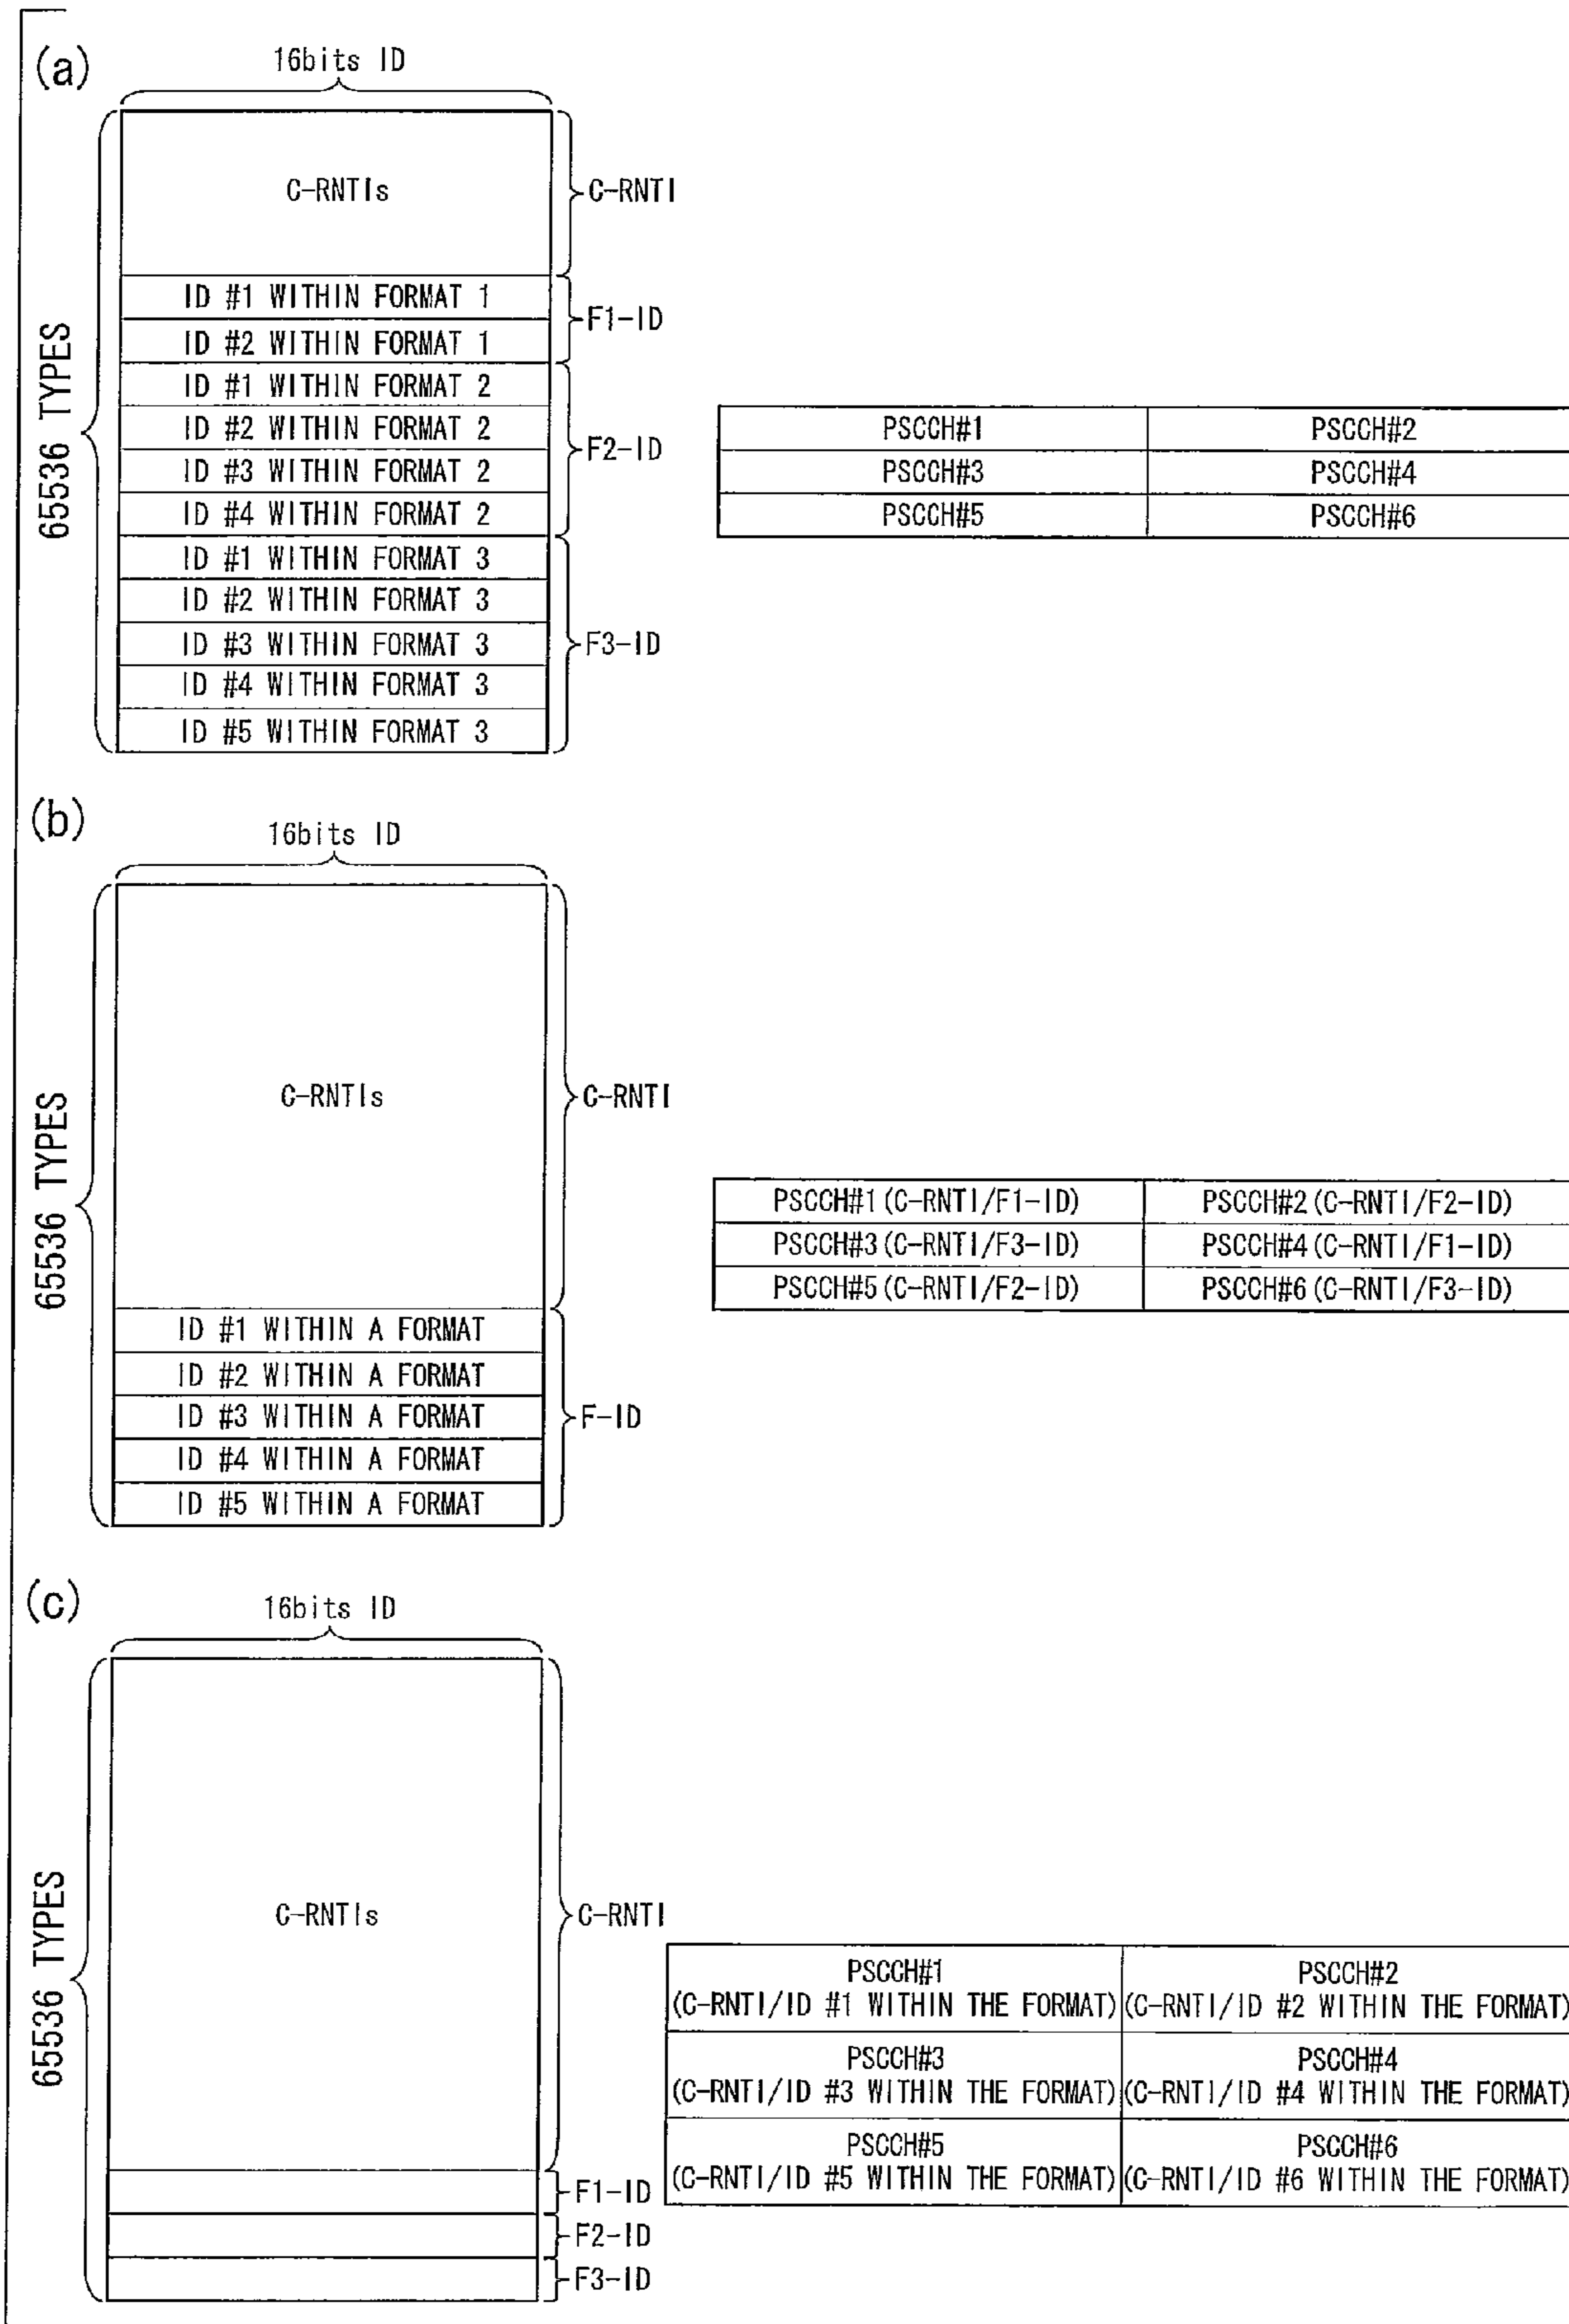 (a)
16bits ID
65536 TYPES
C-RNTIs
C-RNTI
ID #1 WITHIN FORMAT 1
ID #2 WITHIN FORMAT 1
F1-ID
ID #1 WITHIN FORMAT 2
ID #2 WITHIN FORMAT 2
ID #3 WITHIN FORMAT 2
ID #4 WITHIN FORMAT 2
F2-ID
ID #1 WITHIN FORMAT 3
ID #2 WITHIN FORMAT 3
ID #3 WITHIN FORMAT 3
ID #4 WITHIN FORMAT 3
ID #5 WITHIN FORMAT 3
F3-ID
PSCCH#1 PSCCH#2
PSCCH#3 PSCCH#4
PSCCH#5 PSCCH#6
(b)
16bits ID
65536 TYPES
C-RNTIs
C-RNTI
ID #1 WITHIN A FORMAT
ID #2 WITHIN A FORMAT
ID #3 WITHIN A FORMAT
ID #4 WITHIN A FORMAT
ID #5 WITHIN A FORMAT
F-ID
PSCCH#1(C-RNTI/F1-ID) PSCCH#2(C-RNTI/F2-ID)
PSCCH#3(C-RNTI/F3-ID) PSCCH#4(C-RNTI/F1-ID)
PSCCH#5(C-RNTI/F2-ID) PSCCH#6(C-RNTI/F3-ID)
(c)
16bits ID
65536 TYPES
C-RNTIs
C-RNTI
F1-ID
F2-ID
F3-ID
PSCCH#1 PSCCH#2
(C-RNTI/ID #1 WITHIN THE FORMAT) (C-RNTI/ID #2 WITHIN THE FORMAT)
PSCCH#3 PSCCH#4
(C-RNTI/ID #3 WITHIN THE FORMAT) (C-RNTI/ID #4 WITHIN THE FORMAT)
PSCCH#5 PSCCH#6
(C-RNTI/ID #5 WITHIN THE FORMAT) (C-RNTI/ID #6 WITHIN THE FORMAT)